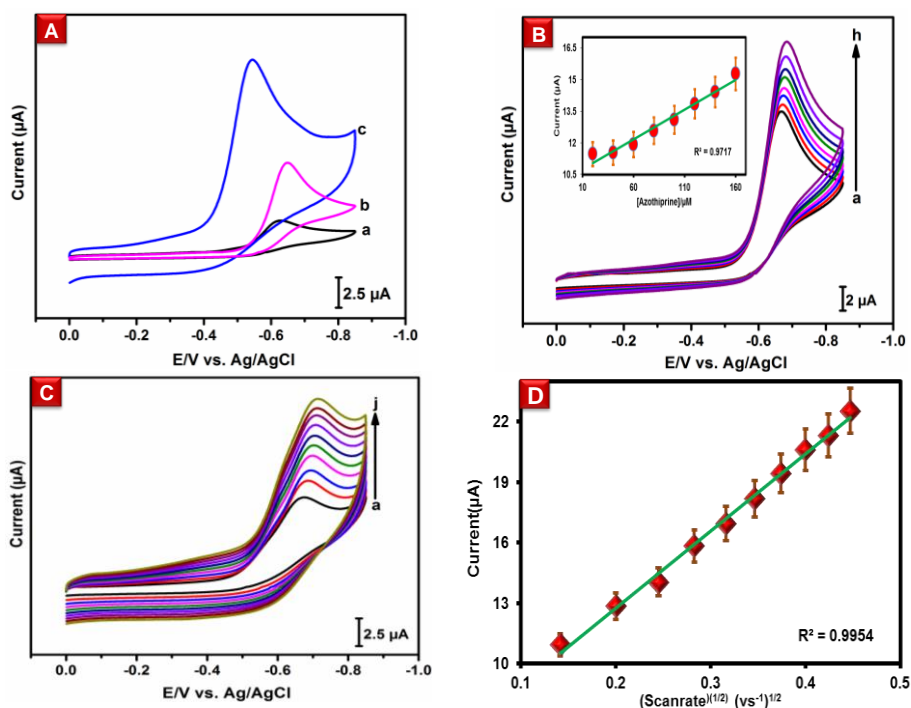 A
Current (µA)
c
b
a
2.5 µA
0.0 -0.2 -0.4 -0.6 -0.8 -1.0
E/V vs. Ag/AgCl
B
Current (µA)
h
a
2 µA
0.0 -0.2 -0.4 -0.6 -0.8 -1.0
E/V vs. Ag/AgCl
Current (µA)
16.5
15
13.5
12
10.5
R² = 0.9717
10 60 110 160
[Azothiprine]/µM
C
Current (µA)
j
a
2.5 µA
0.0 -0.2 -0.4 -0.6 -0.8 -1.0
E/V vs. Ag/AgCl
D
Current(µA)
22
19
16
13
10
R² = 0.9954
0.1 0.2 0.3 0.4 0.5
(Scanrate)(1/2) (vs-1)1/2